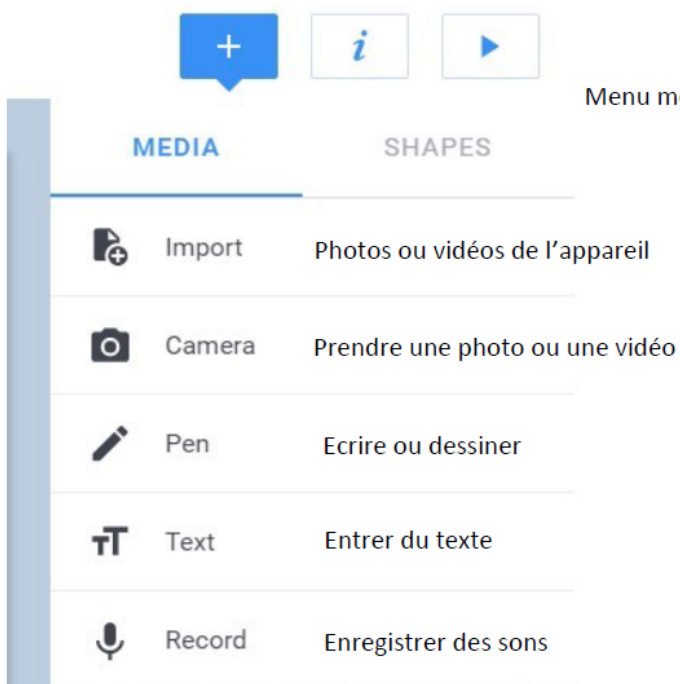 Menu
MEDIA SHAPES
Import Photos ou vidéos de l'appareil
Camera Prendre une photo ou une vidéo
Pen Ecrire ou dessiner
Text Entrer du texte
Record Enregistrer des sons